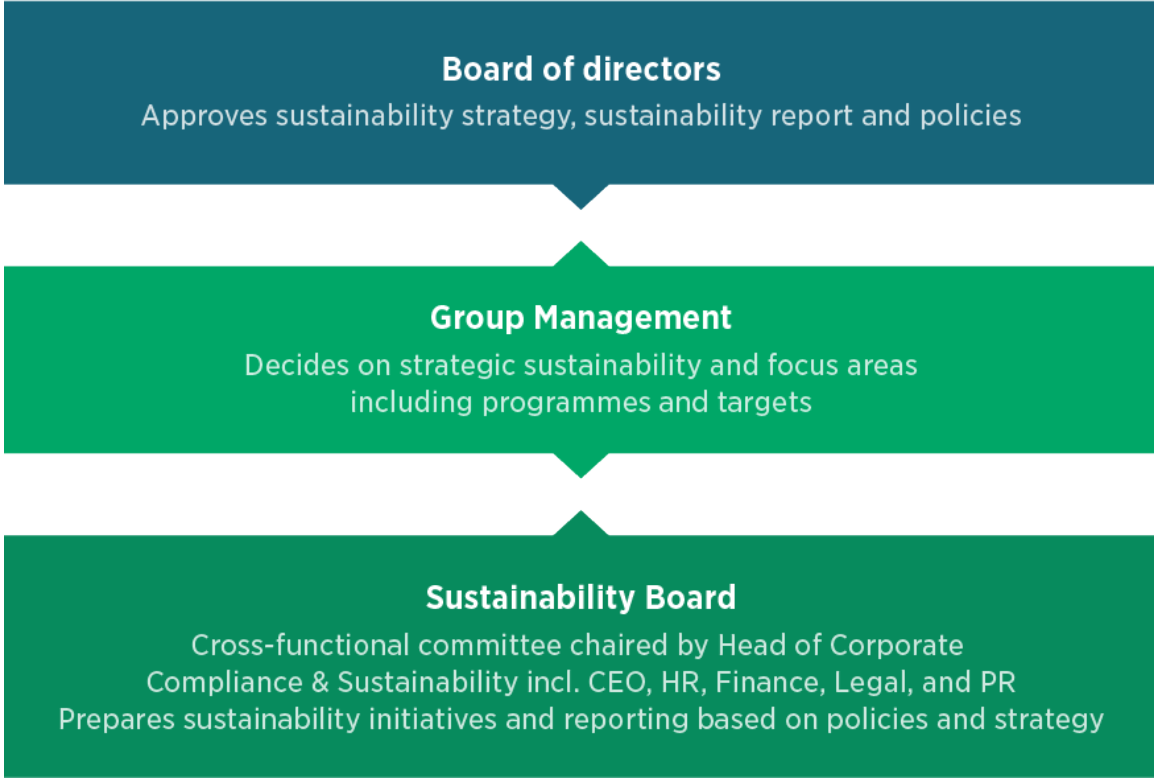 Board of directors
Approves sustainability strategy, sustainability report and policies
Group Management
Decides on strategic sustainability and focus areas
including programmes and targets
Sustainability Board
Cross-functional committee chaired by Head of Corporate
Compliance & Sustainability incl. CEO, HR, Finance, Legal, and PR
Prepares sustainability initiatives and reporting based on policies and strategy